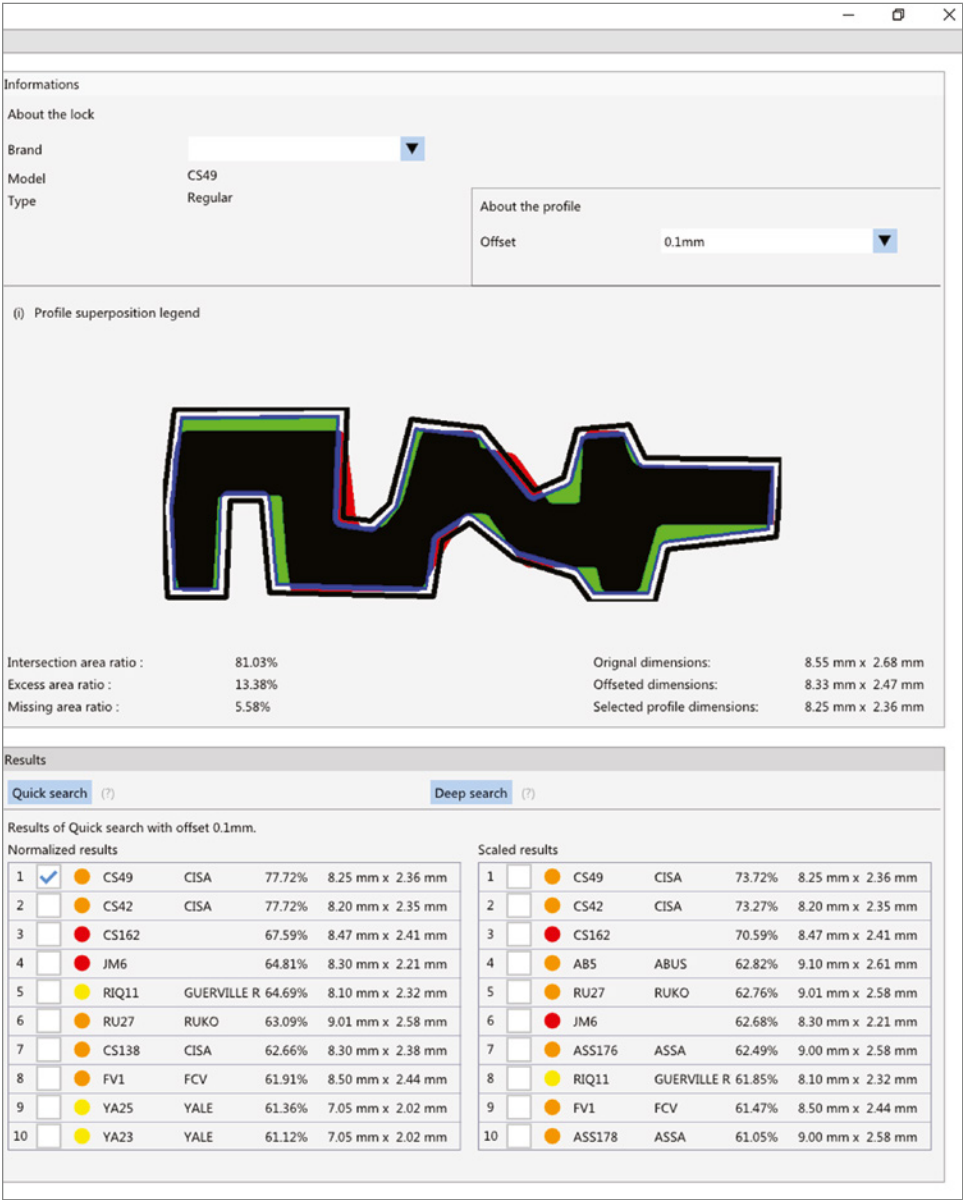 Informations
About the lock
Brand
Model CS49
Type Regular
About the profile
Offset 0.1mm
(i) Profile superposition legend
Intersection area ratio : 81.03% Orignal dimensions: 8.55 mm x 2.68 mm
Excess area ratio : 13.38% Offseted dimensions: 8.33 mm x 2.47 mm
Missing area ratio : 5.58% Selected profile dimensions: 8.25 mm x 2.36 mm
Results
Quick search (?) Deep search (?)
Results of Quick search with offset 0.1mm.
Normalized results
1 CS49 CISA 77.72% 8.25 mm x 2.36 mm
2 CS42 CISA 77.72% 8.20 mm x 2.35 mm
3 CS162 67.59% 8.47 mm x 2.41 mm
4 JM6 64.81% 8.30 mm x 2.21 mm
5 RIQ11 GUERVILLE R 64.69% 8.10 mm x 2.32 mm
6 RU27 RUKO 63.09% 9.01 mm x 2.58 mm
7 CS138 CISA 62.66% 8.30 mm x 2.38 mm
8 FV1 FCV 61.91% 8.50 mm x 2.44 mm
9 YA25 YALE 61.36% 7.05 mm x 2.02 mm
10 YA23 YALE 61.12% 7.05 mm x 2.02 mm
Scaled results
1 CS49 CISA 73.72% 8.25 mm x 2.36 mm
2 CS42 CISA 73.27% 8.20 mm x 2.35 mm
3 CS162 70.59% 8.47 mm x 2.41 mm
4 AB5 ABUS 62.82% 9.10 mm x 2.61 mm
5 RU27 RUKO 62.76% 9.01 mm x 2.58 mm
6 JM6 62.68% 8.30 mm x 2.21 mm
7 ASS176 ASSA 62.49% 9.00 mm x 2.58 mm
8 RIQ11 GUERVILLE R 61.85% 8.10 mm x 2.32 mm
9 FV1 FCV 61.47% 8.50 mm x 2.44 mm
10 ASS178 ASSA 61.05% 9.00 mm x 2.58 mm